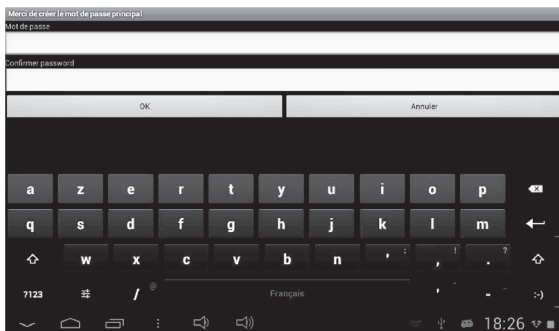 Merci de créer le mot de passe principal
Mot de passe
Confirmer password
OK Annuler
a z e r t y u i o p
q s d f g h j k l m
w x c v b n ' : , ! . ?
?123 / @ Français ' - :-)
18:26